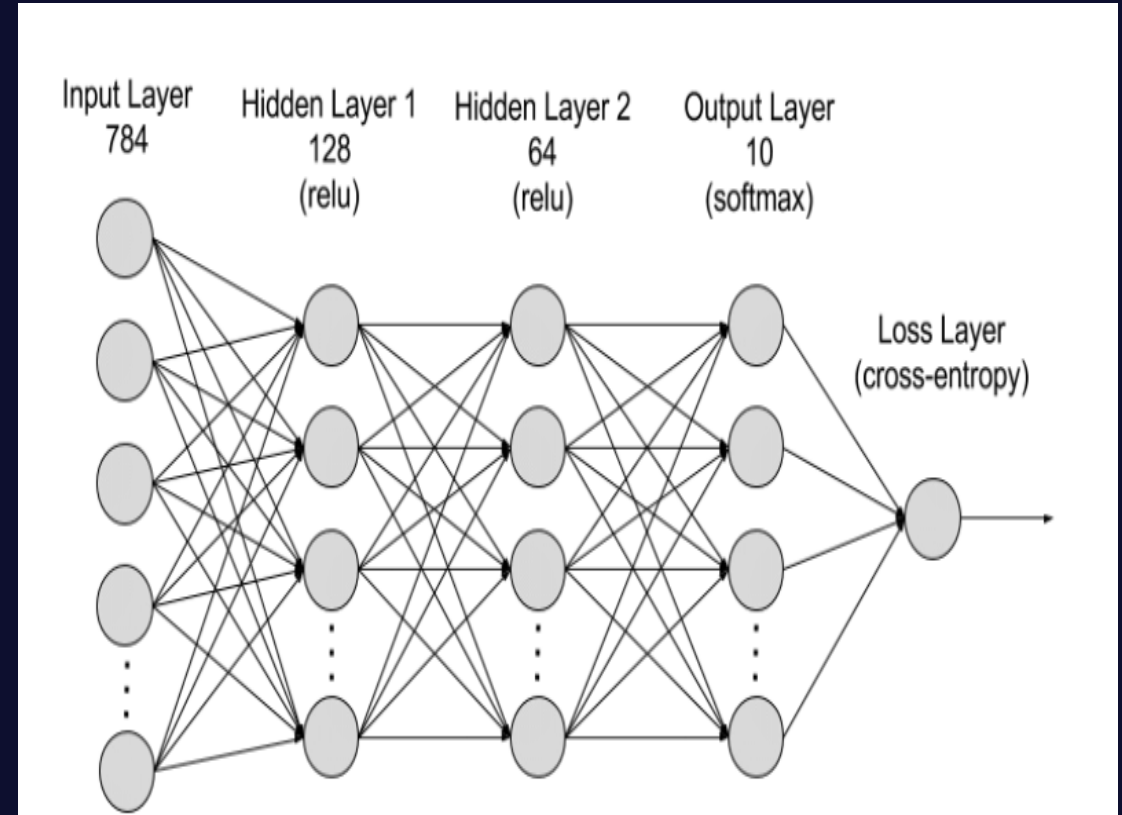 Input Layer
784
Hidden Layer 1
128
(relu)
Hidden Layer 2
64
(relu)
Output Layer
10
(softmax)
Loss Layer
(cross-entropy)